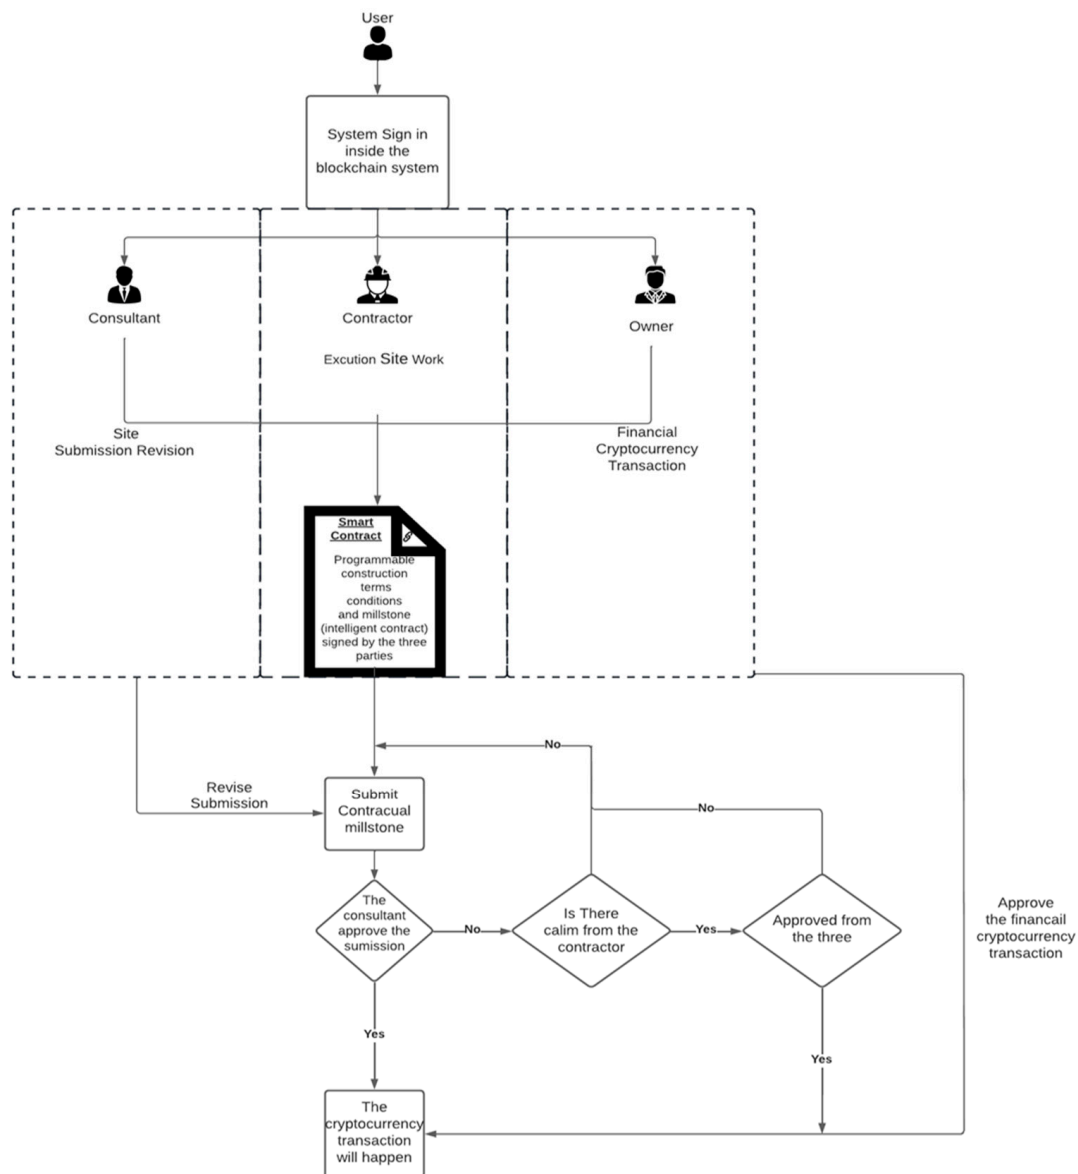 User
System Sign in
inside the
blockchain system
Consultant
Contractor
Owner
Excution Site Work
Site
Submission Revision
Financial
Cryptocurrency
Transaction
Smart
Contract
Programmable
construction
terms
conditions
and millstone
(intelligent contract)
signed by the three
parties
No
Revise
Submission
Submit
Contracual
millstone
No
The
consultant
approve the
sumission
No
Is There
calim from the
contractor
Yes
Approved from
the three
Approve
the financail
cryptocurrency
transaction
Yes
Yes
The
cryptocurrency
transaction
will happen